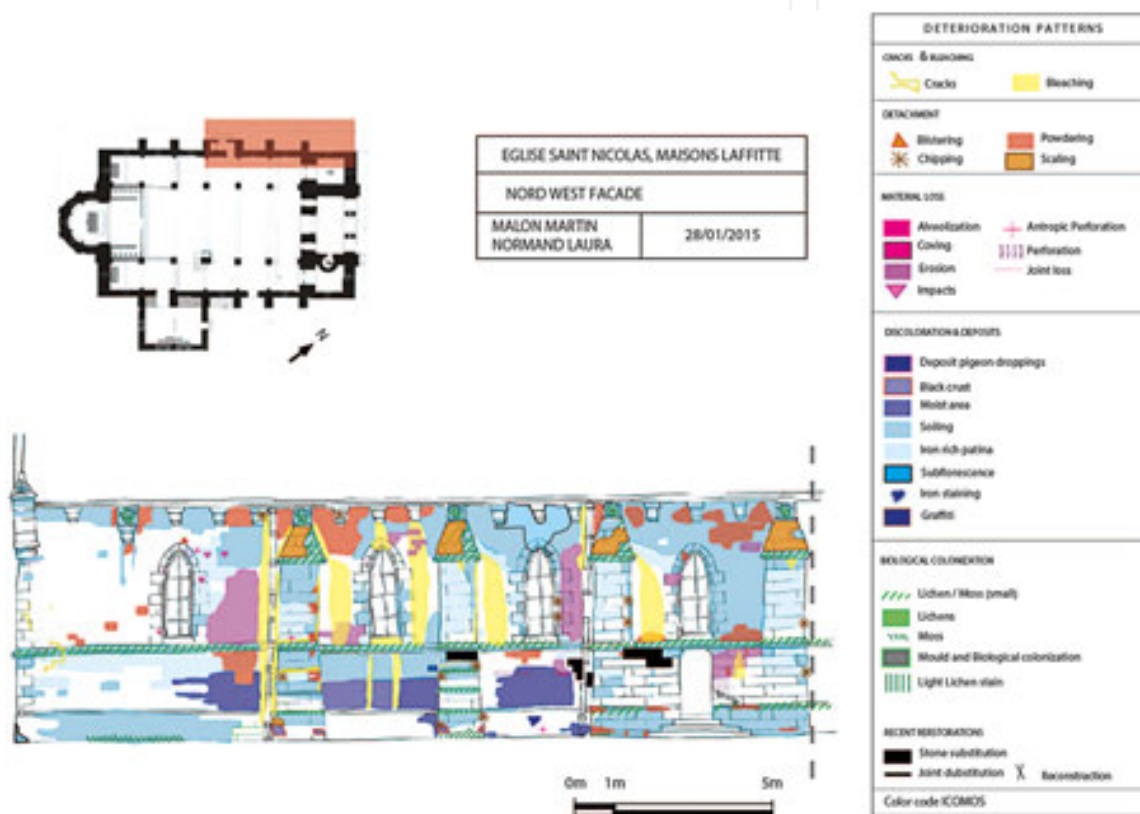 EGLISE SAINT NICOLAS, MAISONS LAFFITTE
NORD WEST FACADE
MALON MARTIN
NORMAND LAURA
28/01/2015
N
0m 1m 5m
DETERIORATION PATTERNS
CRACKS & BLEACHING
Cracks Bleaching
DETACHMENT
Blistering Powdering
Chipping Scaling
MATERIAL LOSS
Alveolization Antropic Perforation
Coving Perforation
Erosion Joint loss
Impacts
DISCOLORATION & DEPOSITS
Deposit pigeon droppings
Black crust
Moist area
Soiling
Iron rich patina
Subflorescence
Iron staining
Graffiti
BIOLOGICAL COLONIZATION
Lichen / Moss (small)
Lichens
Moss
Mould and Biological colonization
Light Lichen stain
RECENT RERSTORATIONS
Stone substitution
Joint dubstitution Reconstruction
Color code ICOMOS